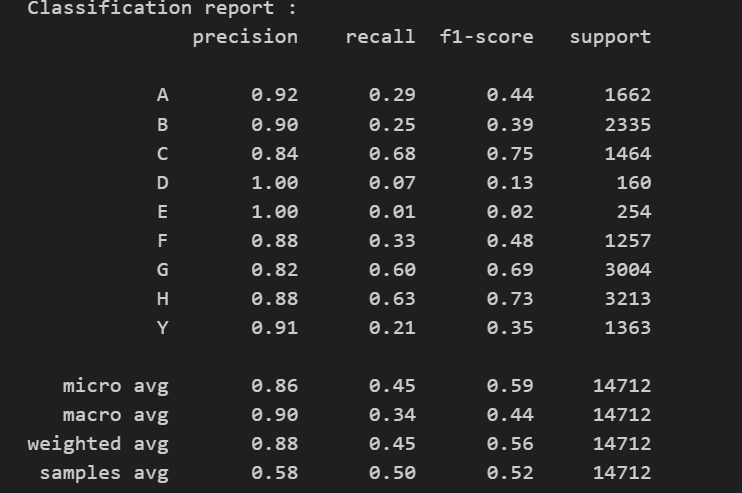 Classification report :
precision recall f1-score support
A 0.92 0.29 0.44 1662
B 0.90 0.25 0.39 2335
C 0.84 0.68 0.75 1464
D 1.00 0.07 0.13 160
E 1.00 0.01 0.02 254
F 0.88 0.33 0.48 1257
G 0.82 0.60 0.69 3004
H 0.88 0.63 0.73 3213
Y 0.91 0.21 0.35 1363
micro avg 0.86 0.45 0.59 14712
macro avg 0.90 0.34 0.44 14712
weighted avg 0.88 0.45 0.56 14712
samples avg 0.58 0.50 0.52 14712